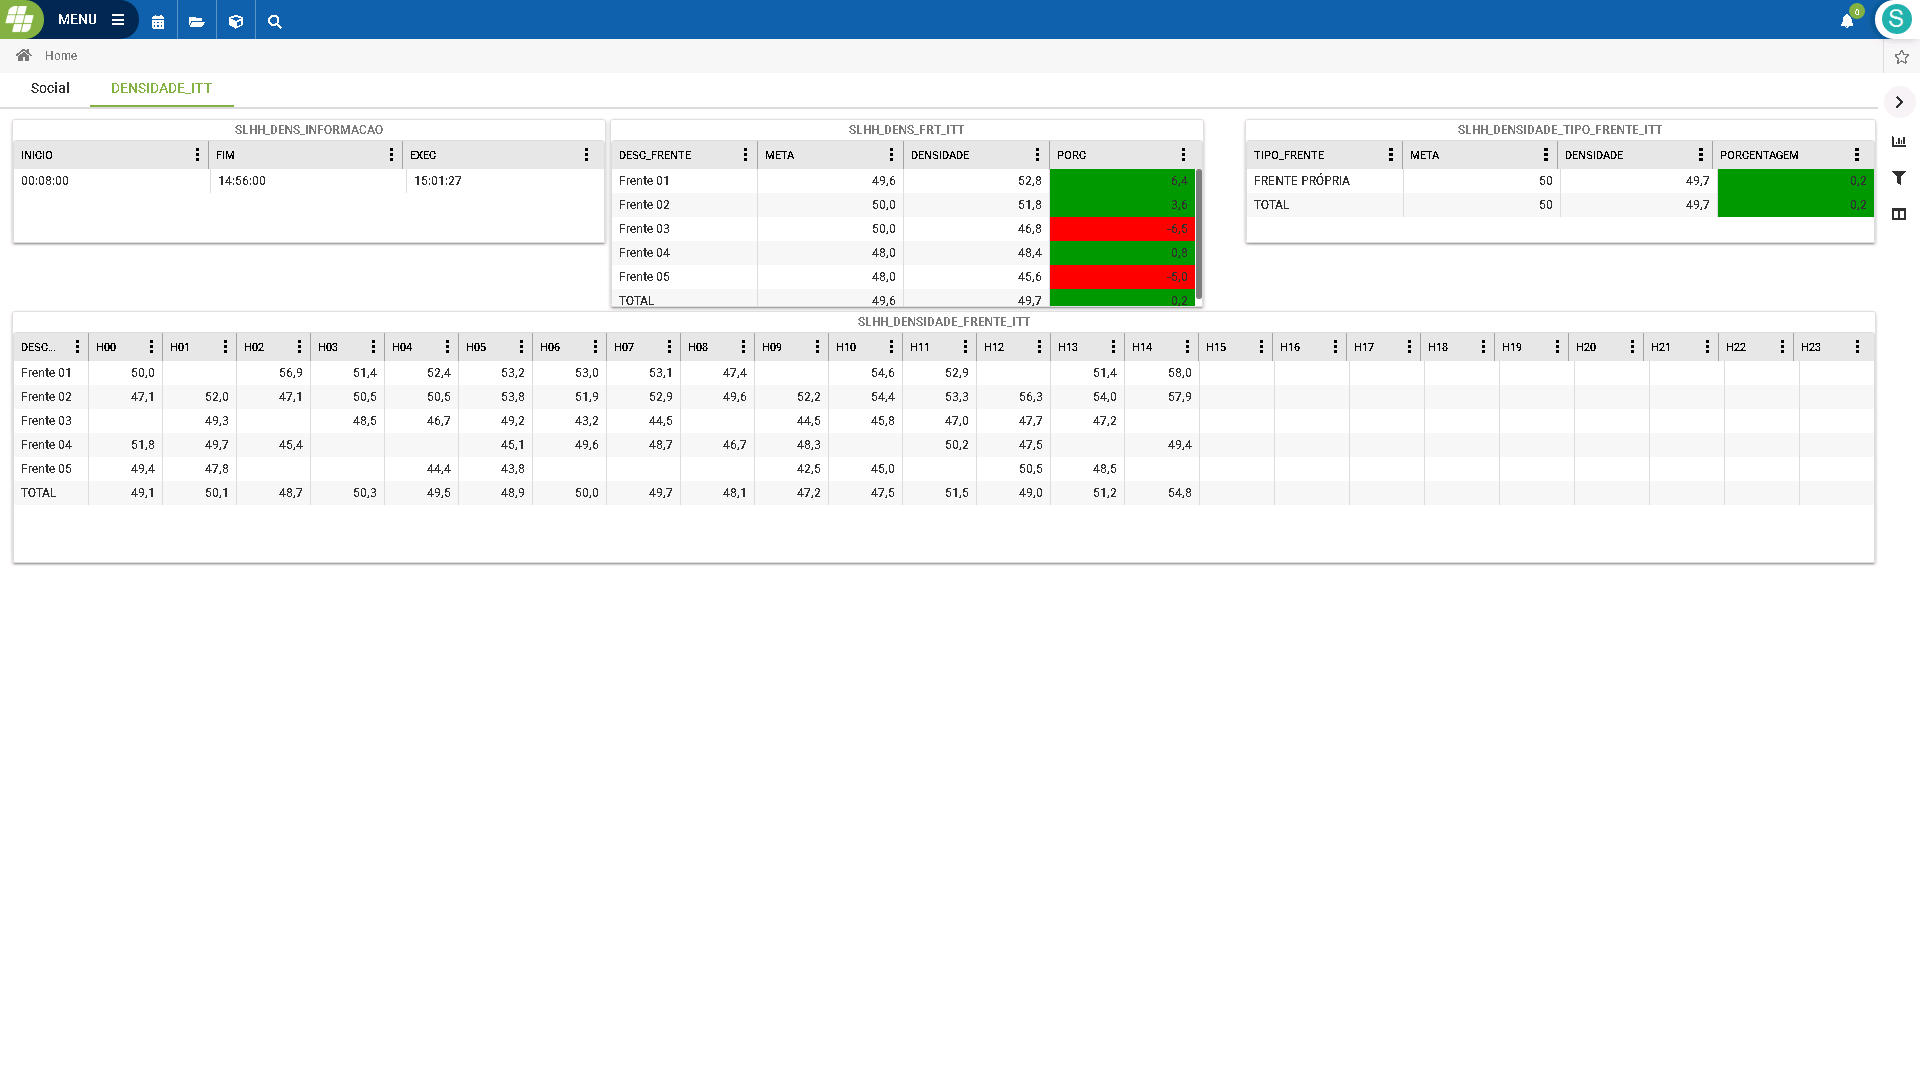 MENU
0
S
Home
Social DENSIDADE_ITT
SLHH_DENS_INFORMACAO
INICIO FIM EXEC
00:08:00 14:56:00 15:01:27
SLHH_DENS_FRT_ITT
DESC_FRENTE META DENSIDADE PORC
Frente 01 49,6 52,8 6,4
Frente 02 50,0 51,8 3,6
Frente 03 50,0 46,8 -6,5
Frente 04 48,0 48,4 0,8
Frente 05 48,0 45,6 -5,0
TOTAL 49,6 49,7 0,2
SLHH_DENSIDADE_TIPO_FRENTE_ITT
TIPO_FRENTE META DENSIDADE PORCENTAGEM
FRENTE PRÓPRIA 50 49,7 0,2
TOTAL 50 49,7 0,2
SLHH_DENSIDADE_FRENTE_ITT
DESC... H00 H01 H02 H03 H04 H05 H06 H07 H08 H09 H10 H11 H12 H13 H14 H15 H16 H17 H18 H19 H20 H21 H22 H23
Frente 01 50,0 56,9 51,4 52,4 53,2 53,0 53,1 47,4 54,6 52,9 51,4 58,0
Frente 02 47,1 52,0 47,1 50,5 50,5 53,8 51,9 52,9 49,6 52,2 54,4 53,3 56,3 54,0 57,9
Frente 03 49,3 48,5 46,7 49,2 43,2 44,5 44,5 45,8 47,0 47,7 47,2
Frente 04 51,8 49,7 45,4 45,1 49,6 48,7 46,7 48,3 50,2 47,5 49,4
Frente 05 49,4 47,8 44,4 43,8 42,5 45,0 50,5 48,5
TOTAL 49,1 50,1 48,7 50,3 49,5 48,9 50,0 49,7 48,1 47,2 47,5 51,5 49,0 51,2 54,8